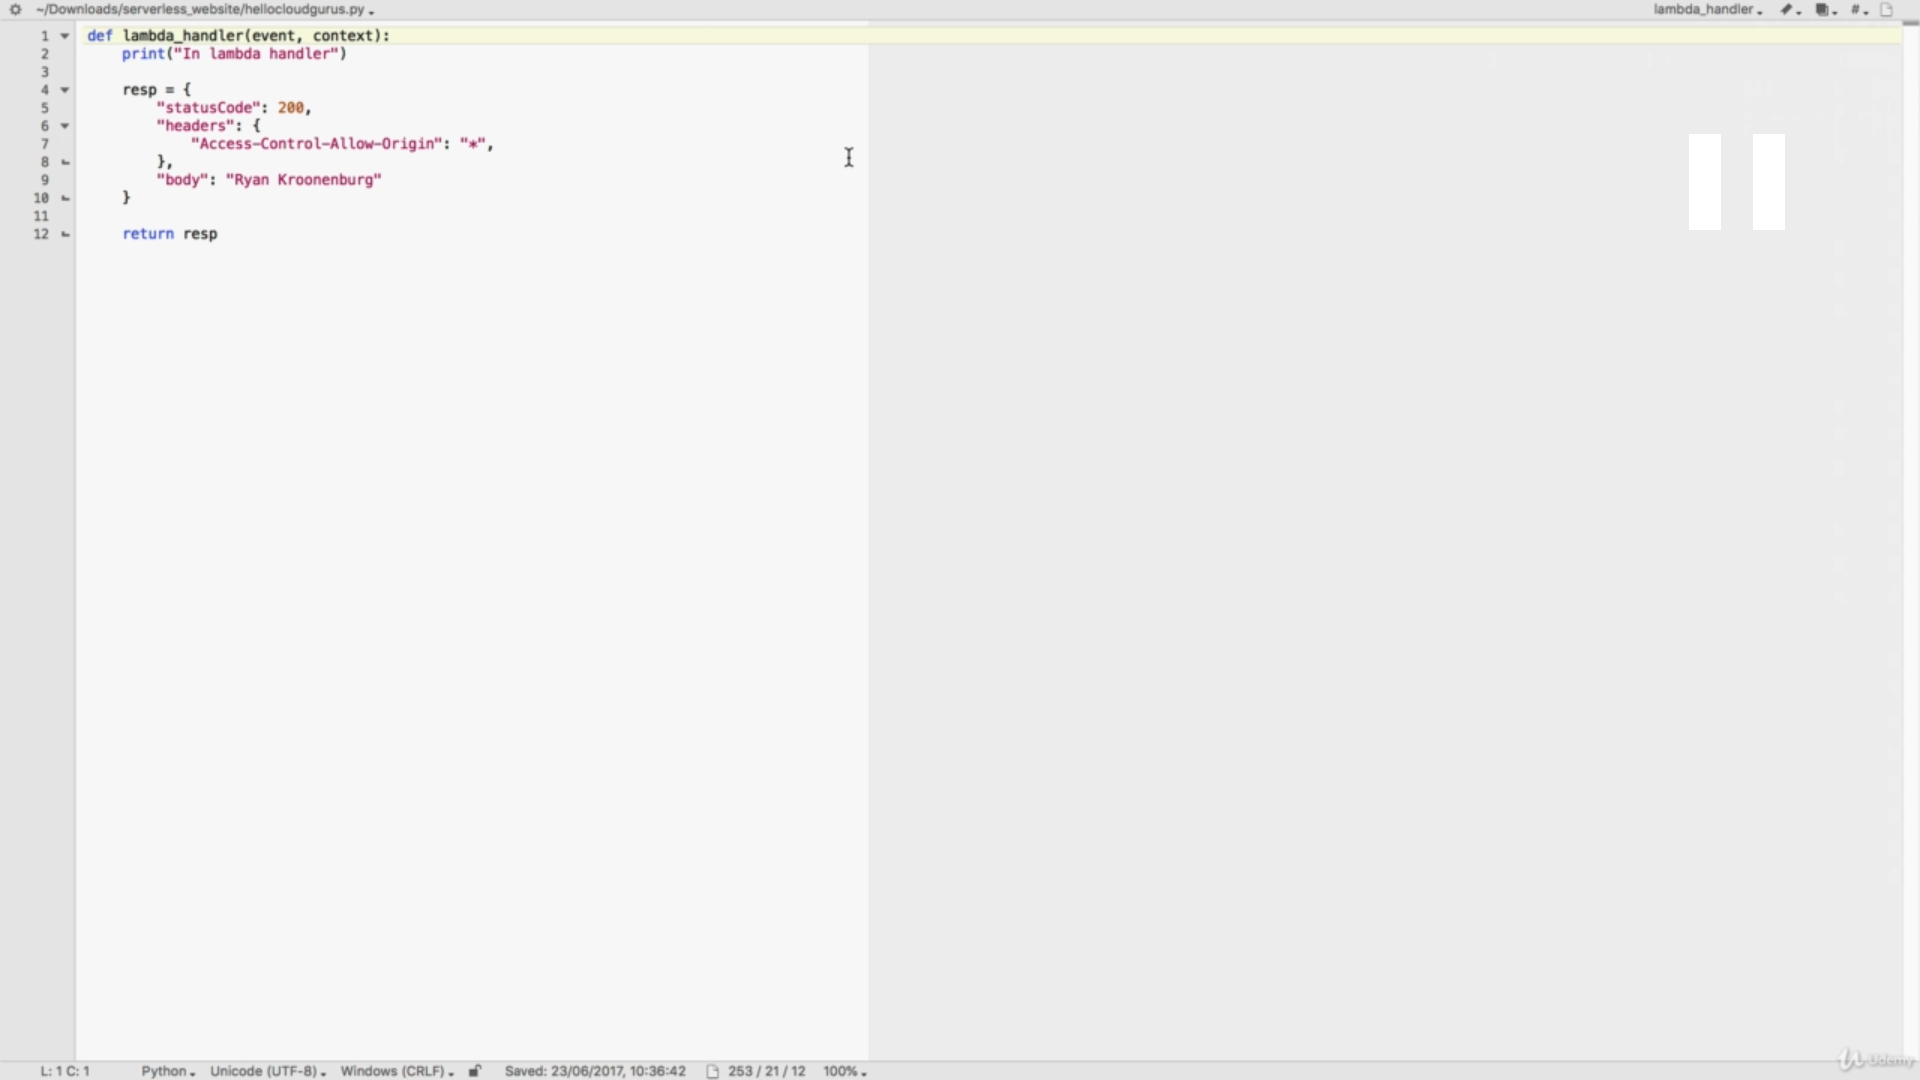 ~/Downloads/serverless_website/hellocloudgurus.py
lambda_handler
#
1 def lambda_handler(event, context):
2 print("In lambda handler")
3
4 resp = {
5 "statusCode": 200,
6 "headers": {
7 "Access-Control-Allow-Origin": "*",
8 },
9 "body": "Ryan Kroonenburg"
10 }
11
12 return resp
L: 1 C: 1 Python Unicode (UTF-8) Windows (CRLF) Saved: 23/06/2017, 10:36:42 253 / 21 / 12 100%
Udemy